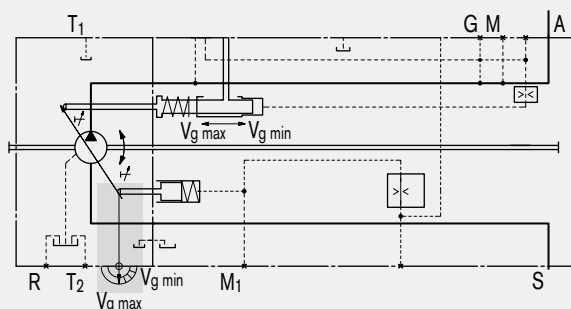 T1 G M A
Vg max Vg min
R T2 Vg min M1 S
Vg max